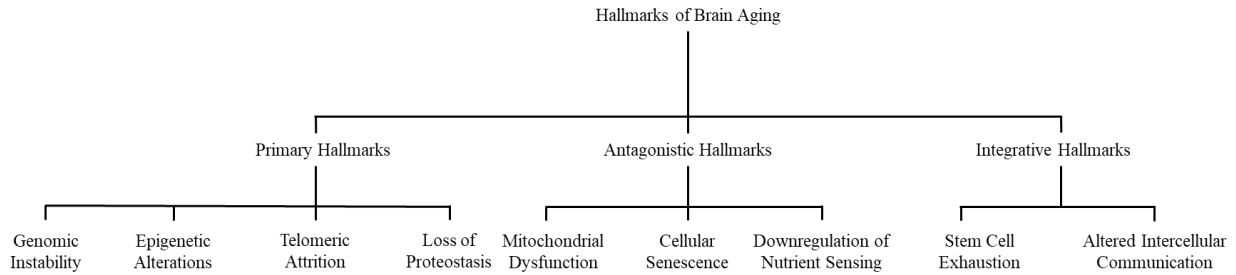 Hallmarks of Brain Aging
Primary Hallmarks
Antagonistic Hallmarks
Integrative Hallmarks
Genomic
Instability
Epigenetic
Alterations
Telomeric
Attrition
Loss of
Proteostasis
Mitochondrial
Dysfunction
Cellular
Senescence
Downregulation of
Nutrient Sensing
Stem Cell
Exhaustion
Altered Intercellular
Communication